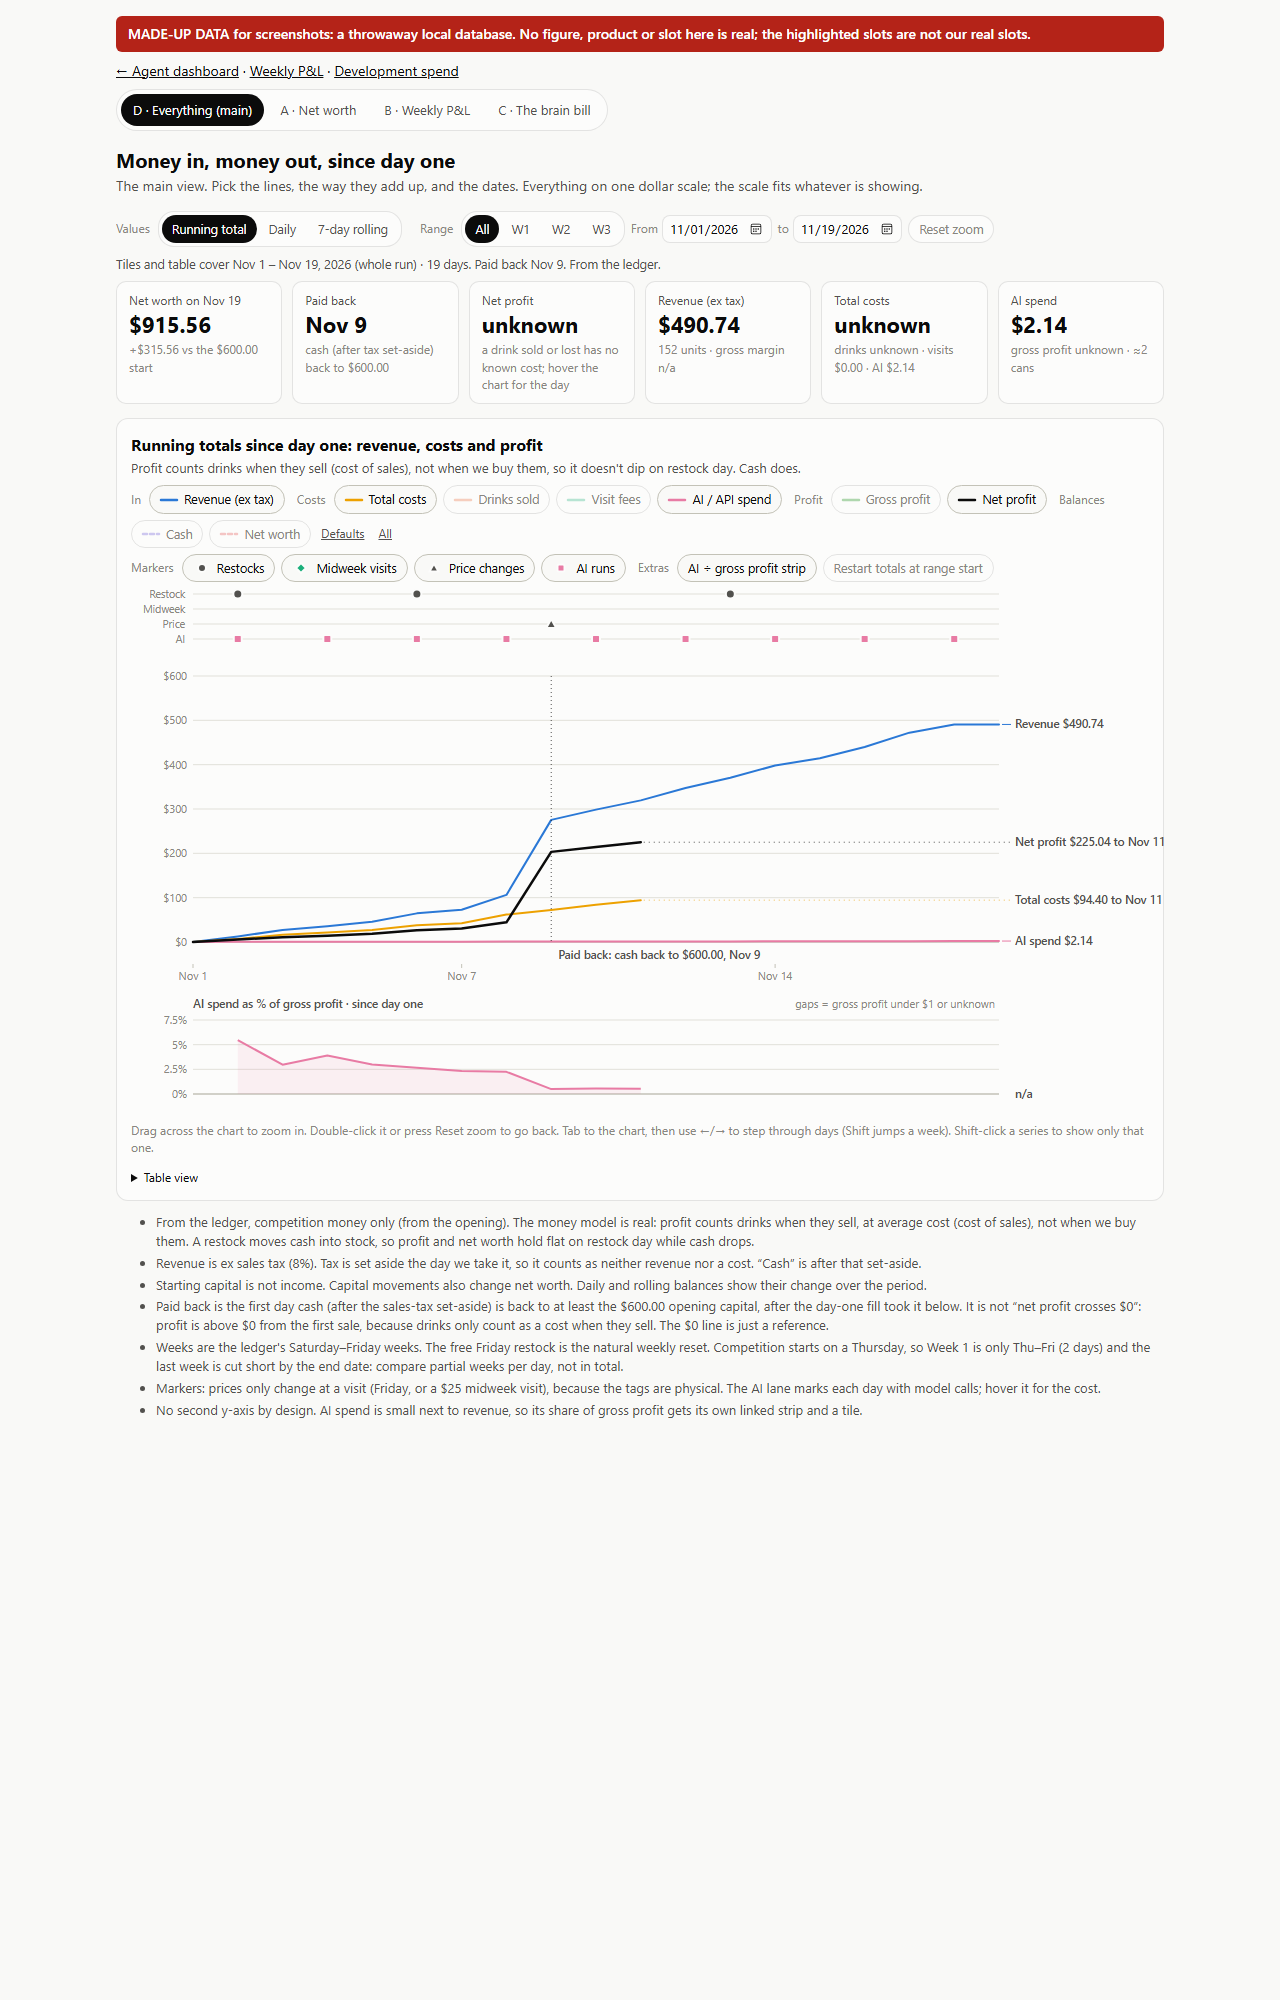 MADE-UP DATA for screenshots: a throwaway local database. No figure, product or slot here is real; the highlighted slots are not our real slots.
← Agent dashboard · Weekly P&L · Development spend
D · Everything (main) A · Net worth B · Weekly P&L C · The brain bill
Money in, money out, since day one
The main view. Pick the lines, the way they add up, and the dates. Everything on one dollar scale; the scale fits whatever is showing.
Values Running total Daily 7-day rolling Range All W1 W2 W3 From 11/01/2026 to 11/19/2026 Reset zoom
Tiles and table cover Nov 1 – Nov 19, 2026 (whole run) · 19 days. Paid back Nov 9. From the ledger.
Net worth on Nov 19
$915.56
+$315.56 vs the $600.00
start
Paid back
Nov 9
cash (after tax set-aside)
back to $600.00
Net profit
unknown
a drink sold or lost has no
known cost; hover the
chart for the day
Revenue (ex tax)
$490.74
152 units · gross margin
n/a
Total costs
unknown
drinks unknown · visits
$0.00 · AI $2.14
AI spend
$2.14
gross profit unknown · ≈2
cans
Running totals since day one: revenue, costs and profit
Profit counts drinks when they sell (cost of sales), not when we buy them, so it doesn't dip on restock day. Cash does.
In Revenue (ex tax) Costs Total costs Drinks sold Visit fees AI / API spend Profit Gross profit Net profit Balances
Cash Net worth Defaults All
Markers Restocks Midweek visits Price changes AI runs Extras AI ÷ gross profit strip Restart totals at range start
Restock
Midweek
Price
AI
$600
$500
Revenue $490.74
$400
$300
Net profit $225.04 to Nov 11
$200
$100
Total costs $94.40 to Nov 11
$0
AI spend $2.14
Paid back: cash back to $600.00, Nov 9
Nov 1 Nov 7 Nov 14
AI spend as % of gross profit · since day one gaps = gross profit under $1 or unknown
7.5%
5%
2.5%
0%
n/a
Drag across the chart to zoom in. Double-click it or press Reset zoom to go back. Tab to the chart, then use ←/→ to step through days (Shift jumps a week). Shift-click a series to show only that
one.
▶ Table view
• From the ledger, competition money only (from the opening). The money model is real: profit counts drinks when they sell, at average cost (cost of sales), not when we buy
them. A restock moves cash into stock, so profit and net worth hold flat on restock day while cash drops.
• Revenue is ex sales tax (8%). Tax is set aside the day we take it, so it counts as neither revenue nor a cost. “Cash” is after that set-aside.
• Starting capital is not income. Capital movements also change net worth. Daily and rolling balances show their change over the period.
• Paid back is the first day cash (after the sales-tax set-aside) is back to at least the $600.00 opening capital, after the day-one fill took it below. It is not “net profit crosses $0”:
profit is above $0 from the first sale, because drinks only count as a cost when they sell. The $0 line is just a reference.
• Weeks are the ledger's Saturday–Friday weeks. The free Friday restock is the natural weekly reset. Competition starts on a Thursday, so Week 1 is only Thu–Fri (2 days) and the
last week is cut short by the end date: compare partial weeks per day, not in total.
• Markers: prices only change at a visit (Friday, or a $25 midweek visit), because the tags are physical. The AI lane marks each day with model calls; hover it for the cost.
• No second y-axis by design. AI spend is small next to revenue, so its share of gross profit gets its own linked strip and a tile.